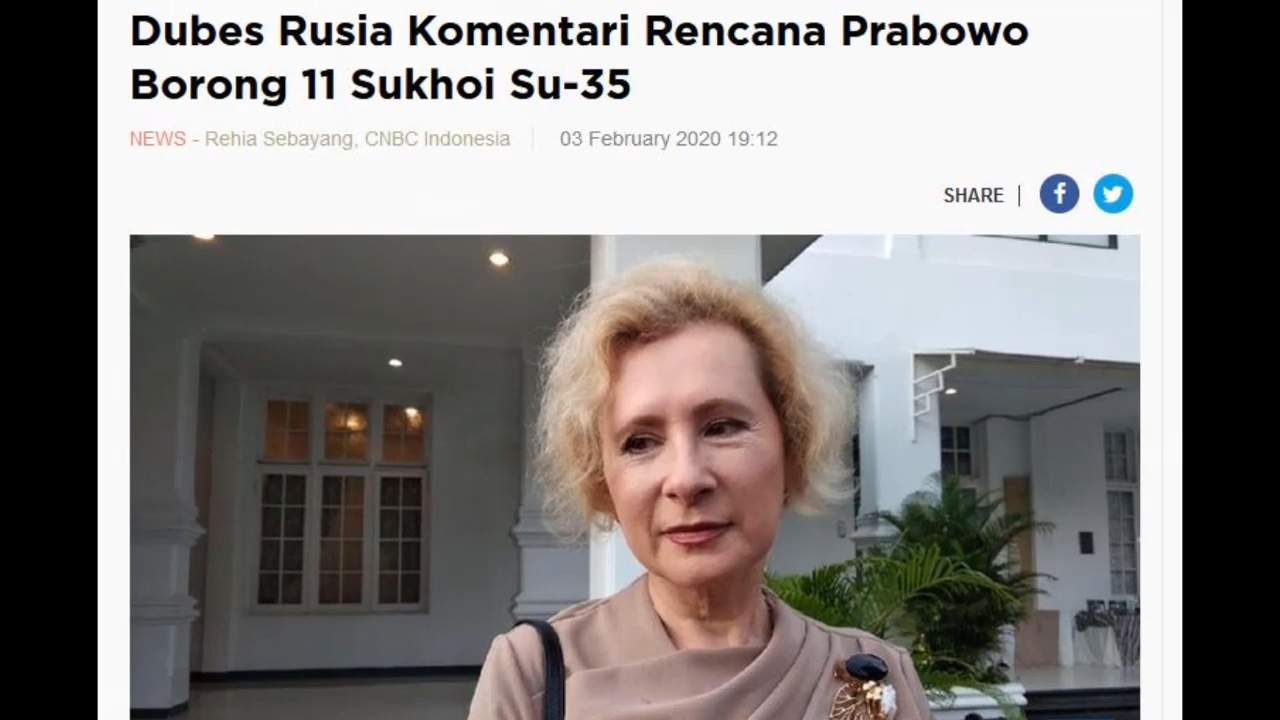 Dubes Rusia Komentari Rencana Prabowo
Borong 11 Sukhoi Su-35
NEWS - Rehia Sebayang, CNBC Indonesia | 03 February 2020 19:12
SHARE |